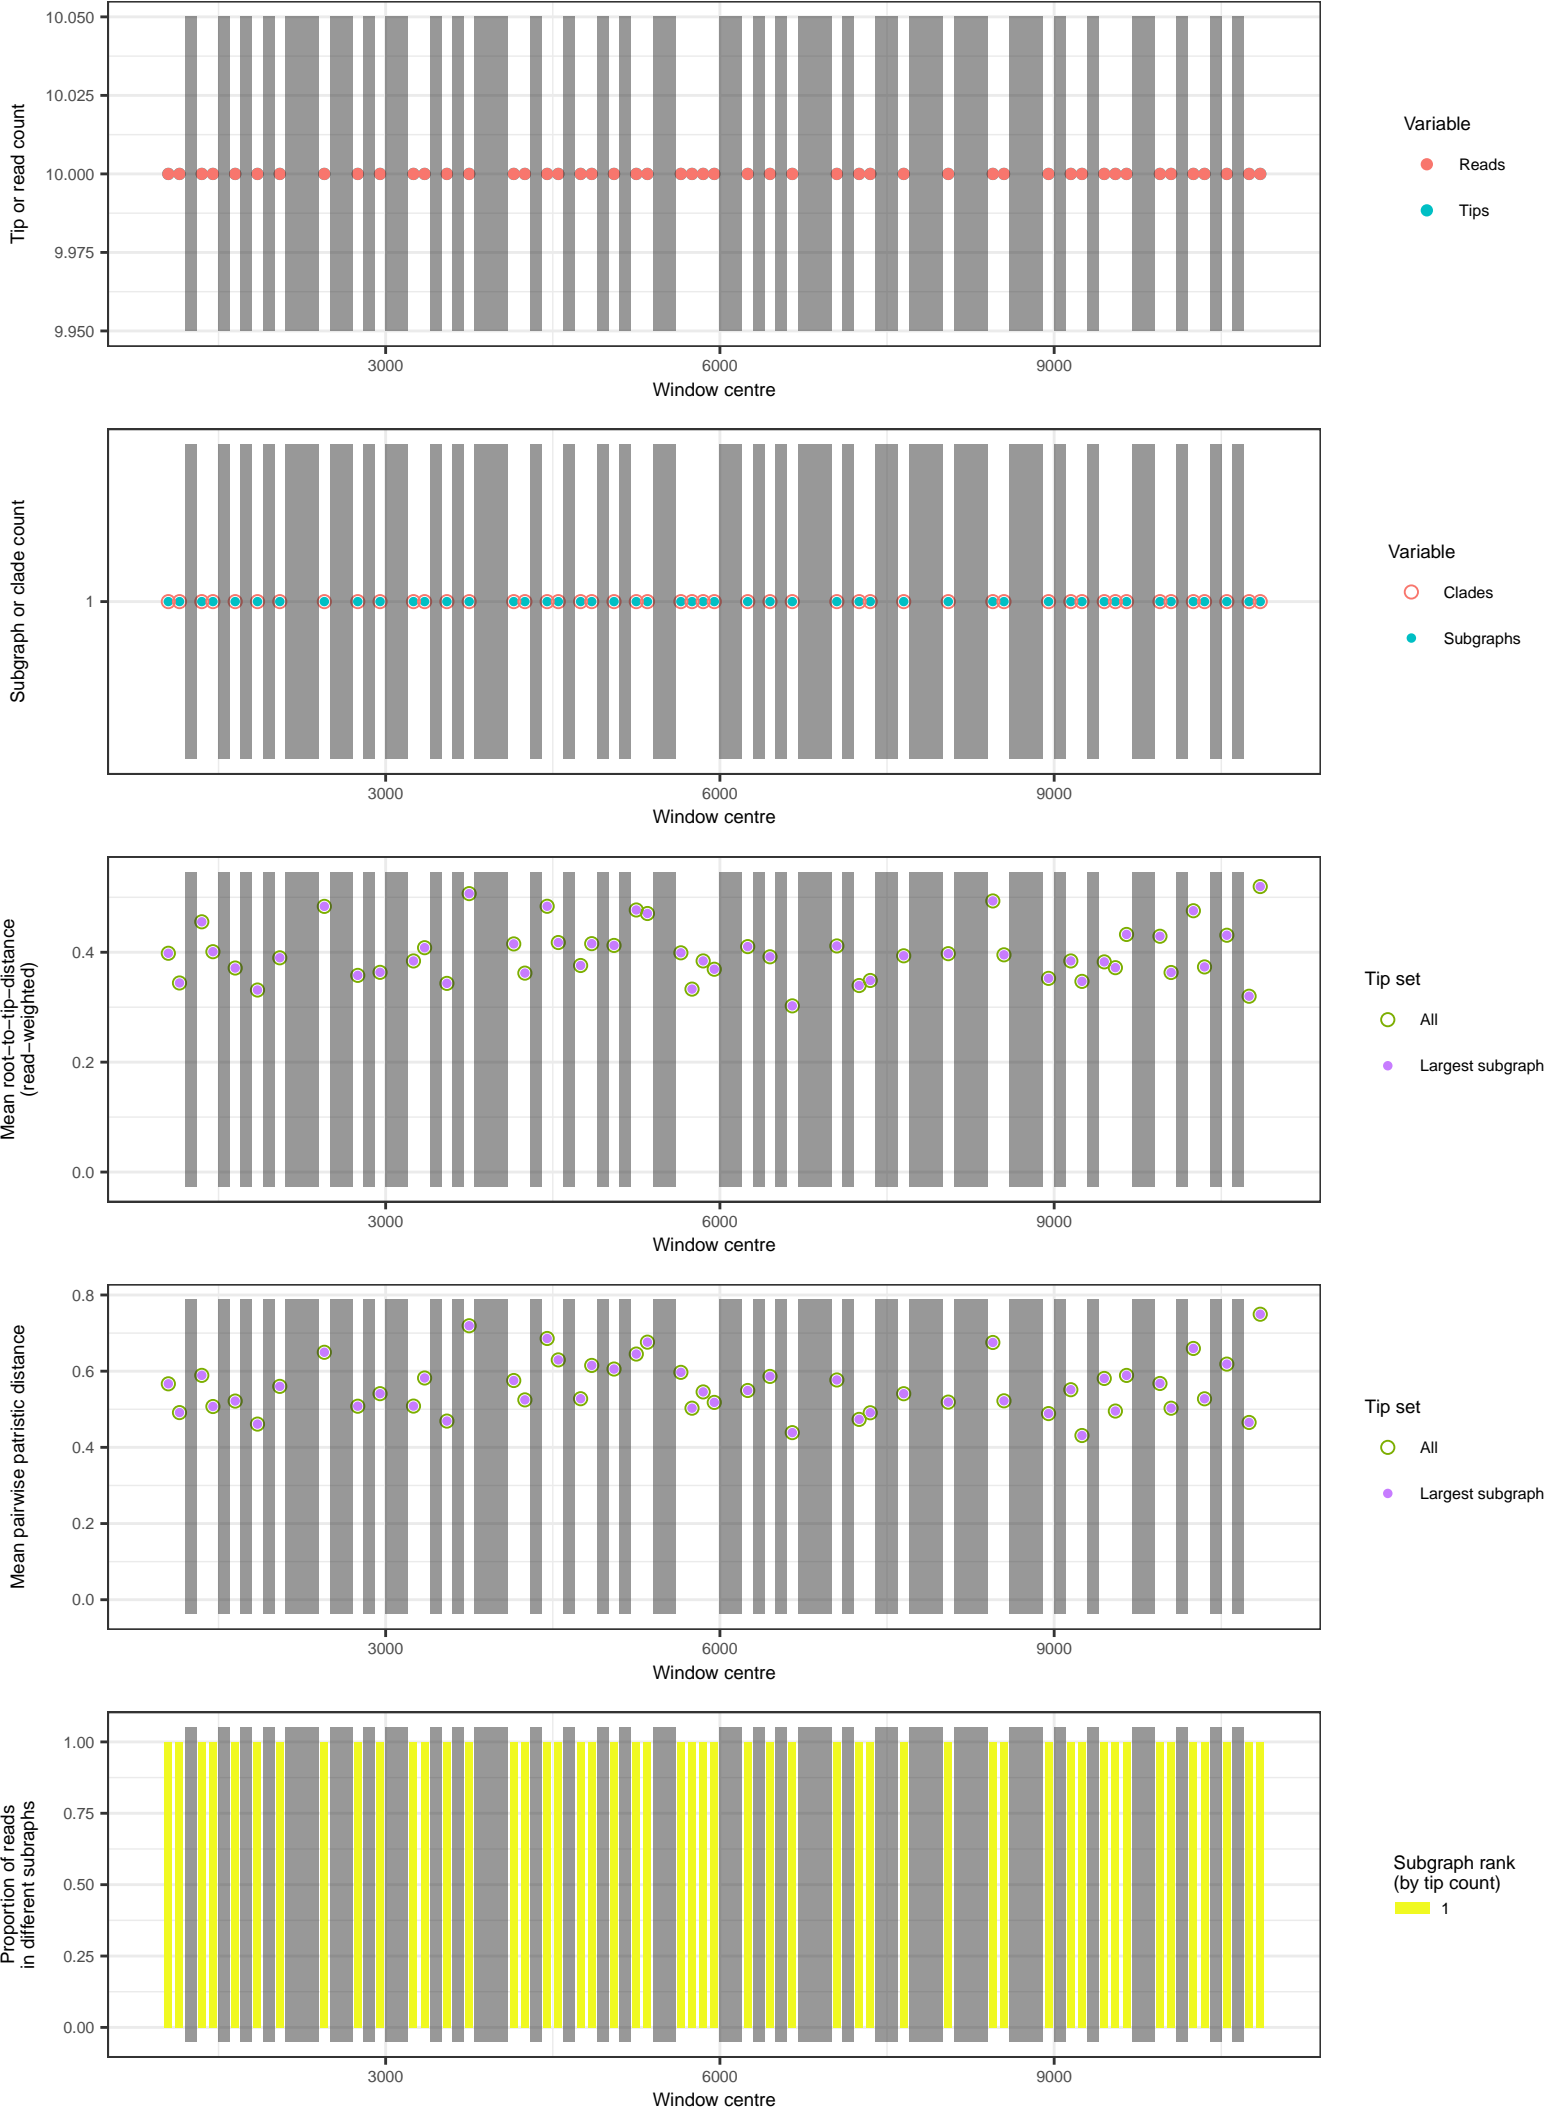 10.050
10.025
10.000
9.975
9.950
Tip or read count
3000
6000
9000
Window centre
Variable
Reads
Tips
1
Subgraph or clade count
3000
6000
9000
Window centre
Variable
Clades
Subgraphs
0.4
0.2
0.0
Mean root−to−tip−distance
(read−weighted)
3000
6000
9000
Window centre
Tip set
All
Largest subgraph
0.8
0.6
0.4
0.2
0.0
Mean pairwise patristic distance
3000
6000
9000
Window centre
Tip set
All
Largest subgraph
1.00
0.75
0.50
0.25
0.00
Proportion of reads
in different subraphs
3000
6000
9000
Window centre
Subgraph rank
(by tip count)
1